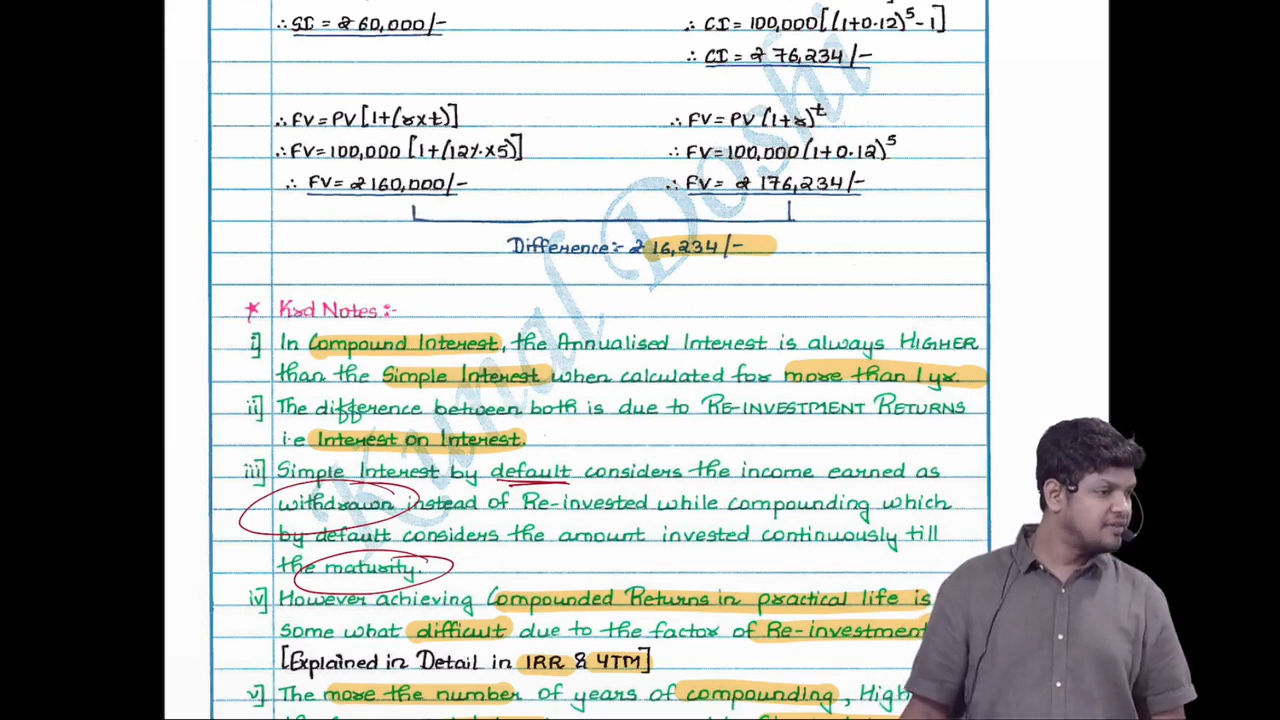 ∴ SI = ₹ 60,000/-
∴ CI = 100,000[(1+0.12)⁵-1]
∴ CI = ₹ 76,234/-
∴ FV = PV [1+(r×t)]
∴ FV = PV (1+r)ᵗ
∴ FV = 100,000 [1+(12%×5)]
∴ FV = 100,000 (1+0.12)⁵
∴ FV = ₹ 160,000/-
∴ FV = ₹ 176,234/-
Difference:- ₹ 16,234/-
* Krd Notes:-
i] In Compound Interest, the Annualised Interest is always HIGHER
than the Simple Interest when calculated for more than 1 yr.
ii] The difference between both is due to RE-INVESTMENT RETURNS
i.e Interest on Interest.
iii] Simple Interest by default considers the income earned as
withdrawn instead of Re-invested while compounding which
by default considers the amount invested continuously till
the maturity.
iv] However achieving Compounded Returns in practical life is
some what difficult due to the factor of Re-investment
[Explained in Detail in IRR & YTM]
v] The more the number of years of compounding, High
Kunal Doshi